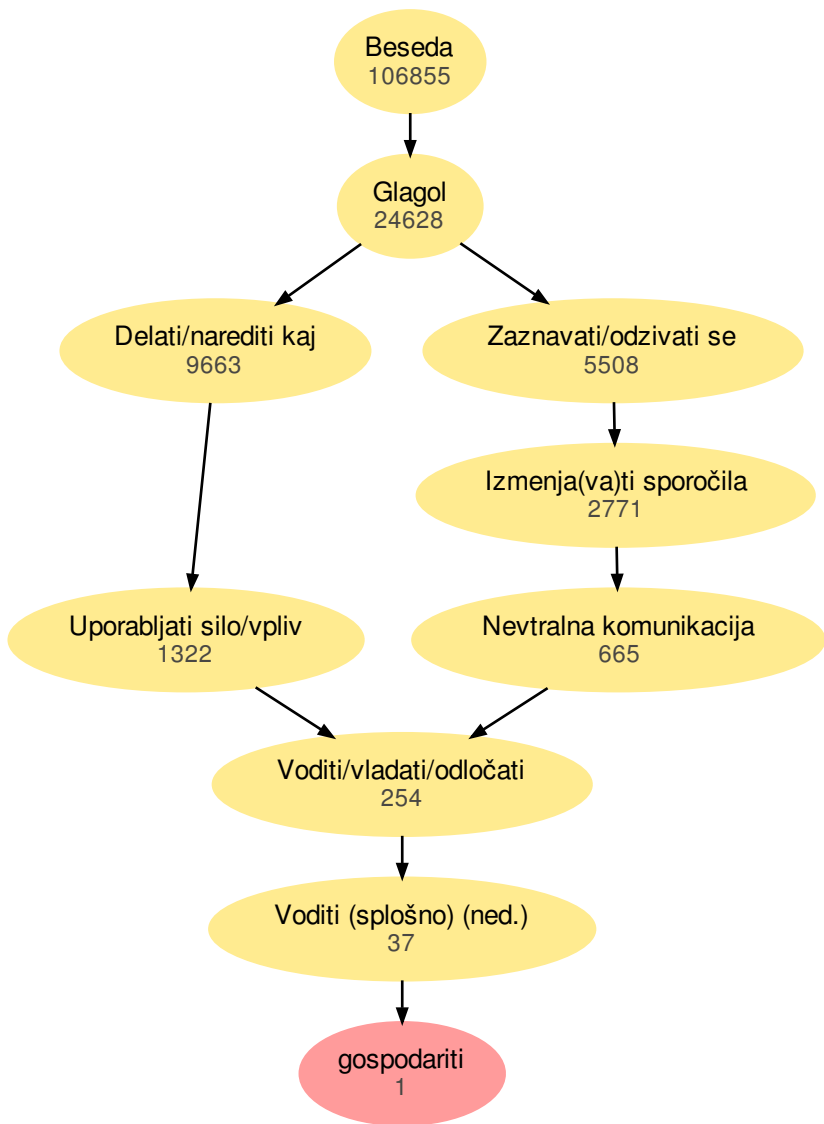 Beseda
106855
Glagol
24628
Delati/narediti kaj
9663
Zaznavati/odzivati se
5508
Izmenja(va)ti sporočila
2771
Uporabljati silo/vpliv
1322
Nevtralna komunikacija
665
Voditi/vladati/odločati
254
Voditi (splošno) (ned.)
37
gospodariti
1